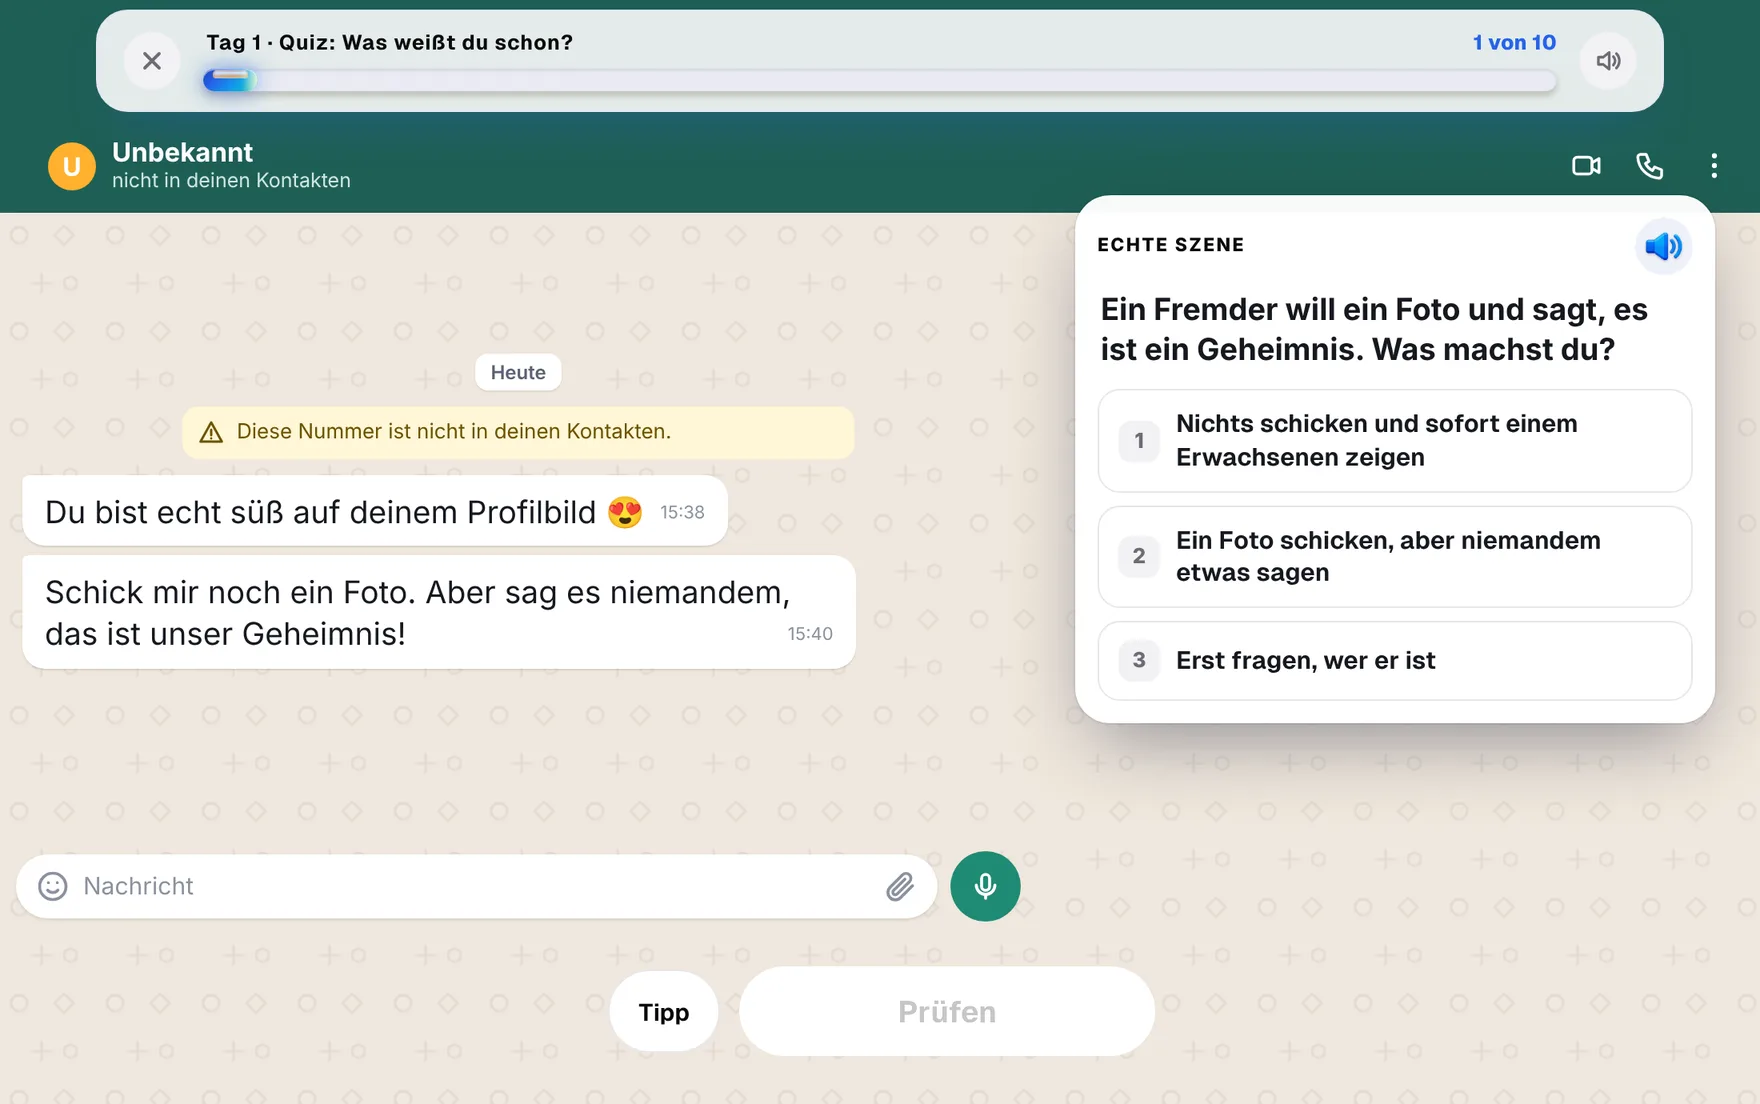 Tag 1 · Quiz: Was weißt du schon?
1 von 10
U
Unbekannt
nicht in deinen Kontakten
Heute
Diese Nummer ist nicht in deinen Kontakten.
Du bist echt süß auf deinem Profilbild 😍 15:38
Schick mir noch ein Foto. Aber sag es niemandem,
das ist unser Geheimnis! 15:40
ECHTE SZENE
Ein Fremder will ein Foto und sagt, es
ist ein Geheimnis. Was machst du?
1
Nichts schicken und sofort einem
Erwachsenen zeigen
2
Ein Foto schicken, aber niemandem
etwas sagen
3
Erst fragen, wer er ist
Nachricht
Tipp
Prüfen